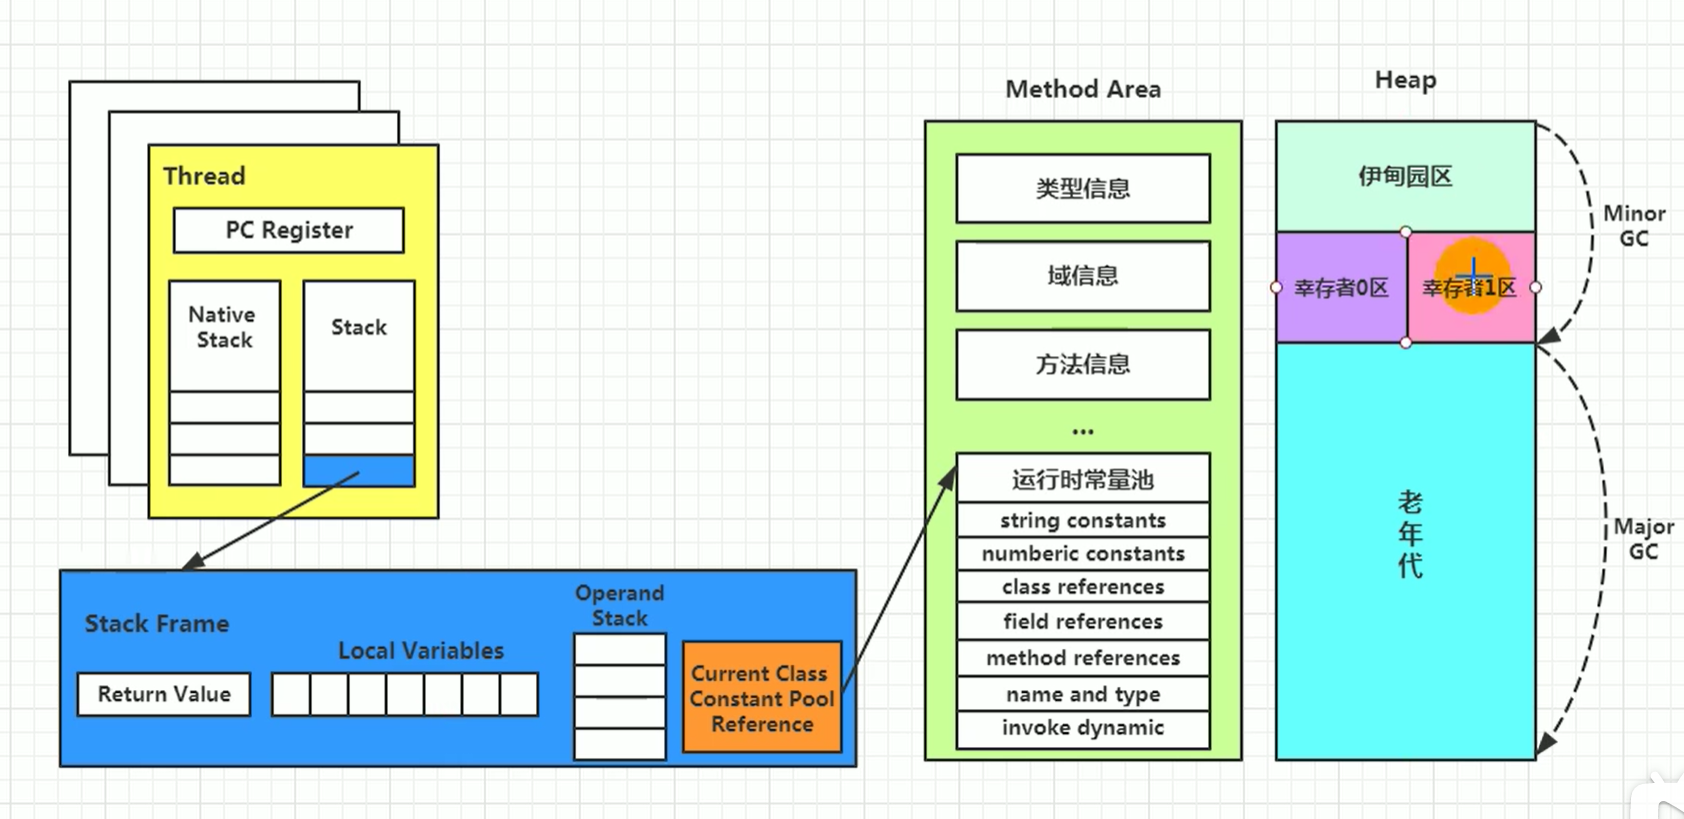 Thread
PC Register
Native
Stack
Stack
Stack Frame
Return Value
Local Variables
Operand
Stack
Current Class
Constant Pool
Reference
Method Area
类型信息
域信息
方法信息
...
运行时常量池
string constants
numberic constants
class references
field references
method references
name and type
invoke dynamic
Heap
伊甸园区
幸存者0区
幸存者1区
老
年
代
Minor
GC
Major
GC